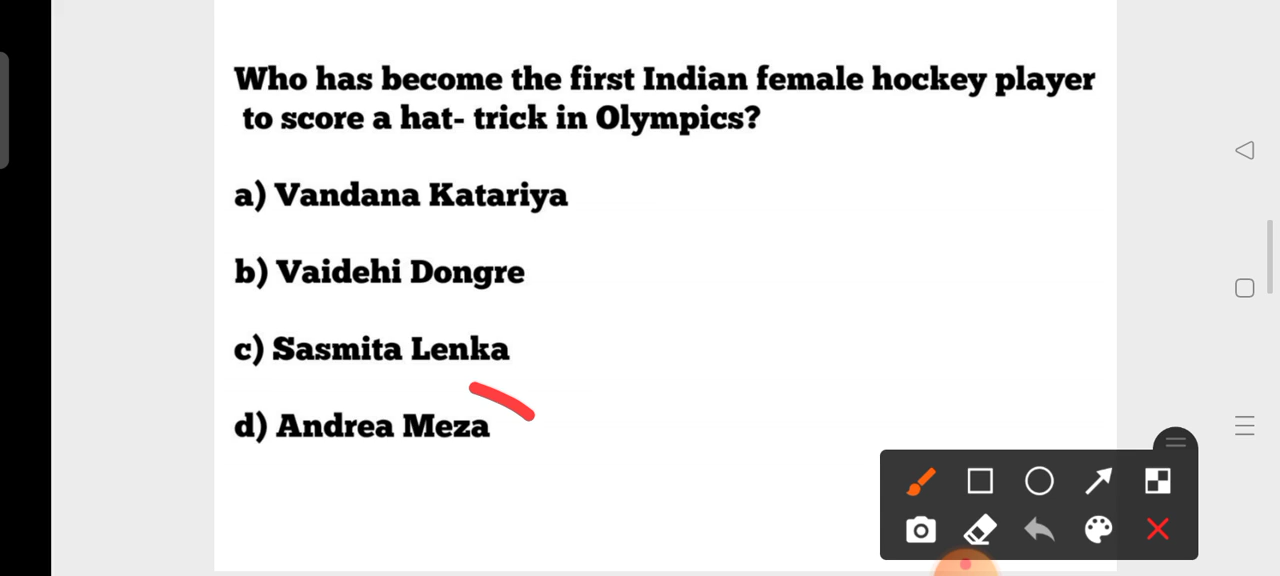 Who has become the first Indian female hockey player
to score a hat- trick in Olympics?
a) Vandana Katariya
b) Vaidehi Dongre
c) Sasmita Lenka
d) Andrea Meza